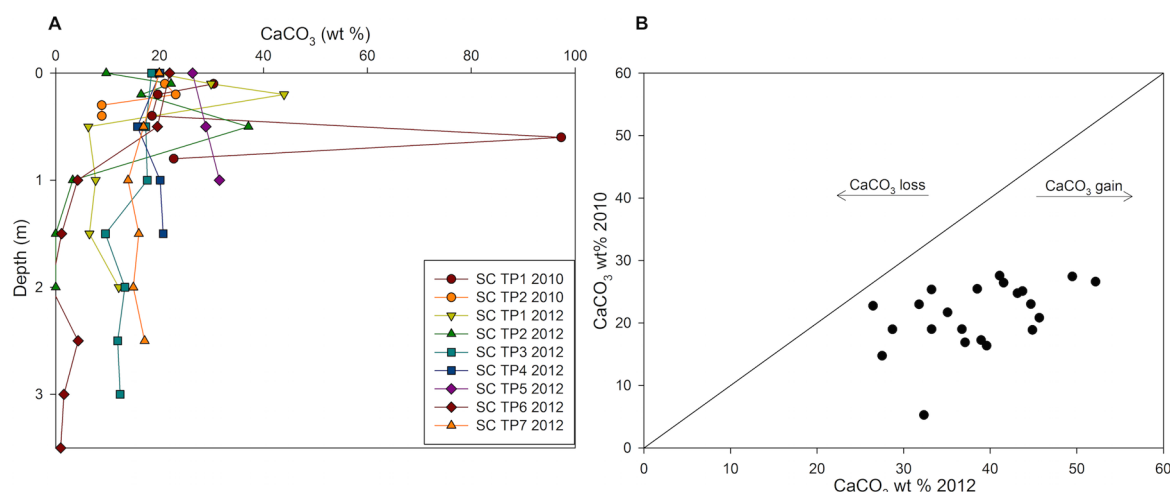 A
CaCO₃ (wt %)
0 20 40 60 80 100
Depth (m)
0
1
2
3
SC TP1 2010
SC TP2 2010
SC TP1 2012
SC TP2 2012
SC TP3 2012
SC TP4 2012
SC TP5 2012
SC TP6 2012
SC TP7 2012
B
CaCO₃ wt% 2010
60
50
40
30
20
10
0
CaCO₃ loss
CaCO₃ gain
0 10 20 30 40 50 60
CaCO₃ wt % 2012